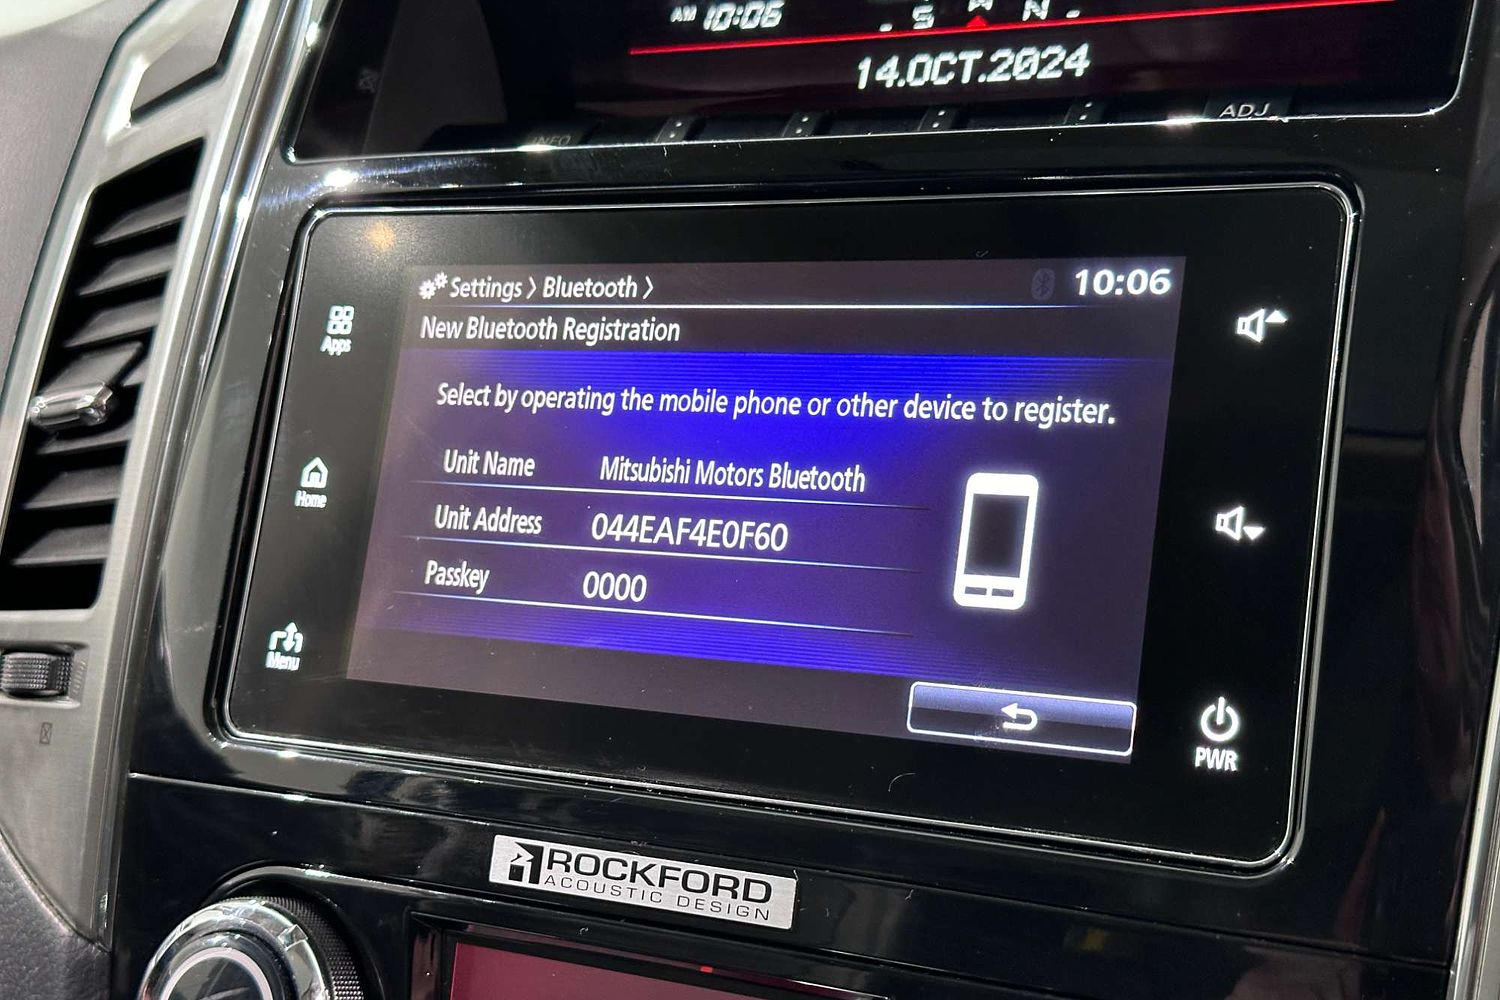 AM 10:06
S W N
14.OCT.2024
INFO
ADJ
Settings > Bluetooth >
10:06
New Bluetooth Registration
Apps
Select by operating the mobile phone or other device to register.
Unit Name Mitsubishi Motors Bluetooth
Home
Unit Address 044EAF4E0F60
Passkey 0000
Menu
PWR
ROCKFORD
ACOUSTIC DESIGN